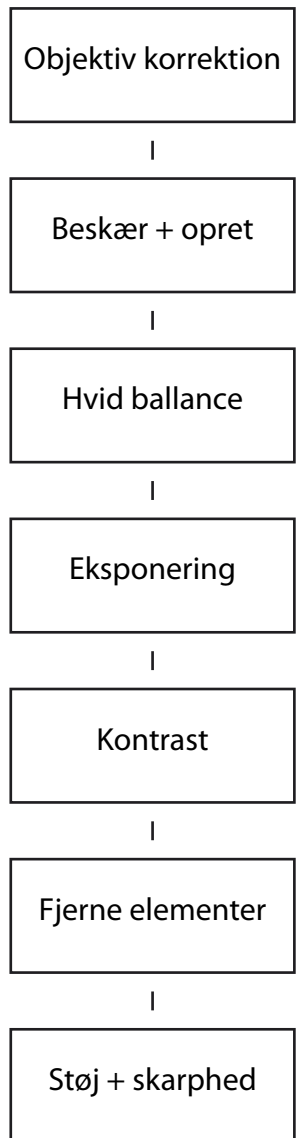 Objektiv korrektion
Beskær + opret
Hvid ballance
Eksponering
Kontrast
Fjerne elementer
Støj + skarphed